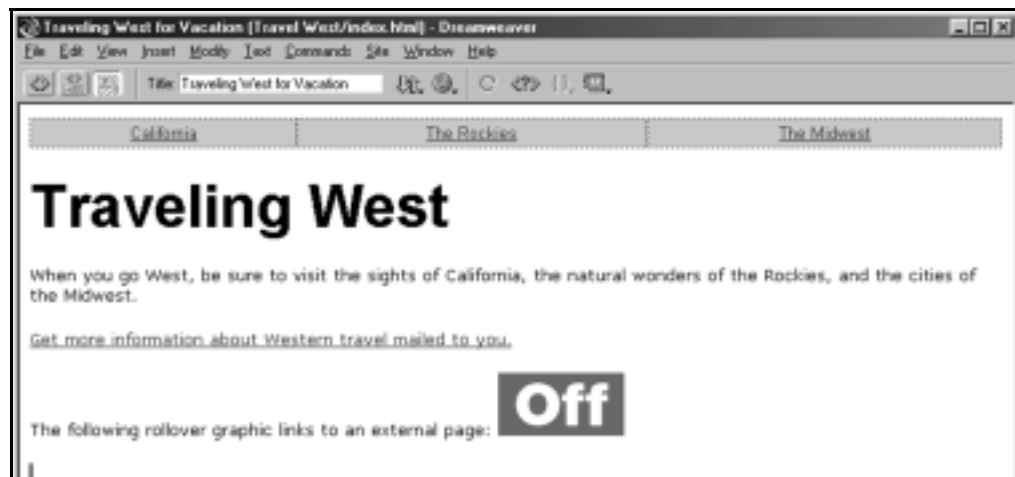 Traveling West for Vacation (Travel West/index.html) - Dreamweaver
File Edit View Insert Modify Text Commands Site Window Help
Title: Traveling West for Vacation
California The Rockies The Midwest
Traveling West
When you go West, be sure to visit the sights of California, the natural wonders of the Rockies, and the cities of
the Midwest.
Get more information about Western travel mailed to you.
Off
The following rollover graphic links to an external page: